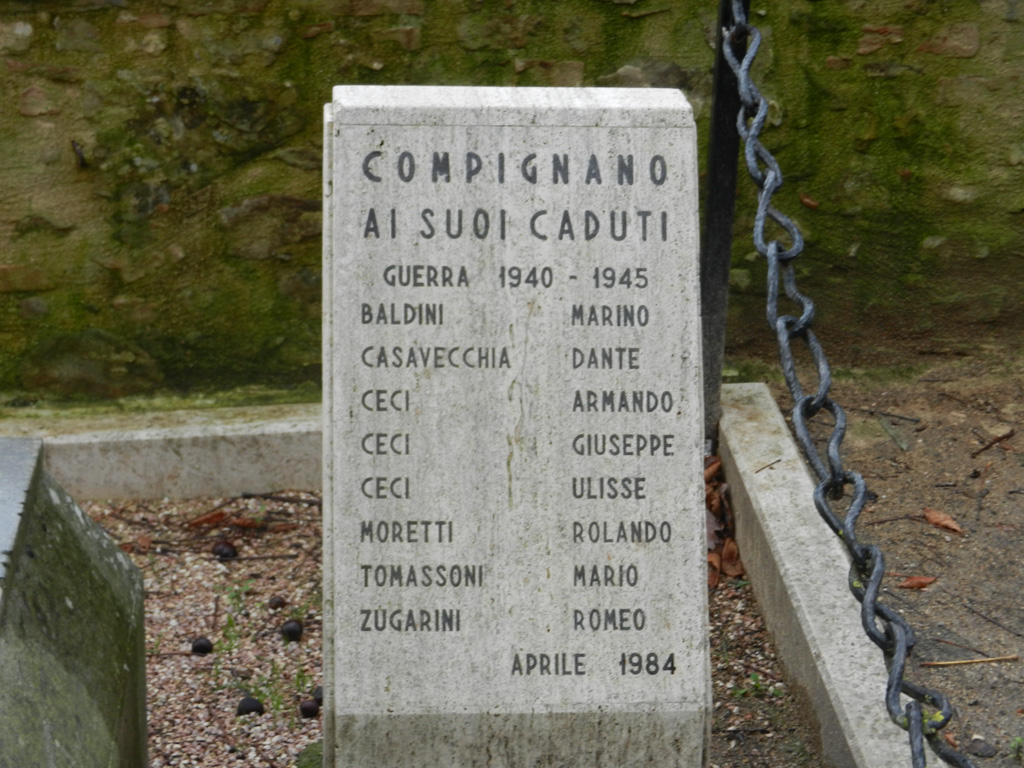 COMPIGNANO
AI SUOI CADUTI
GUERRA 1940 - 1945
BALDINI MARINO
CASAVECCHIA DANTE
CECI ARMANDO
CECI GIUSEPPE
CECI ULISSE
MORETTI ROLANDO
TOMASSONI MARIO
ZUGARINI ROMEO
APRILE 1984